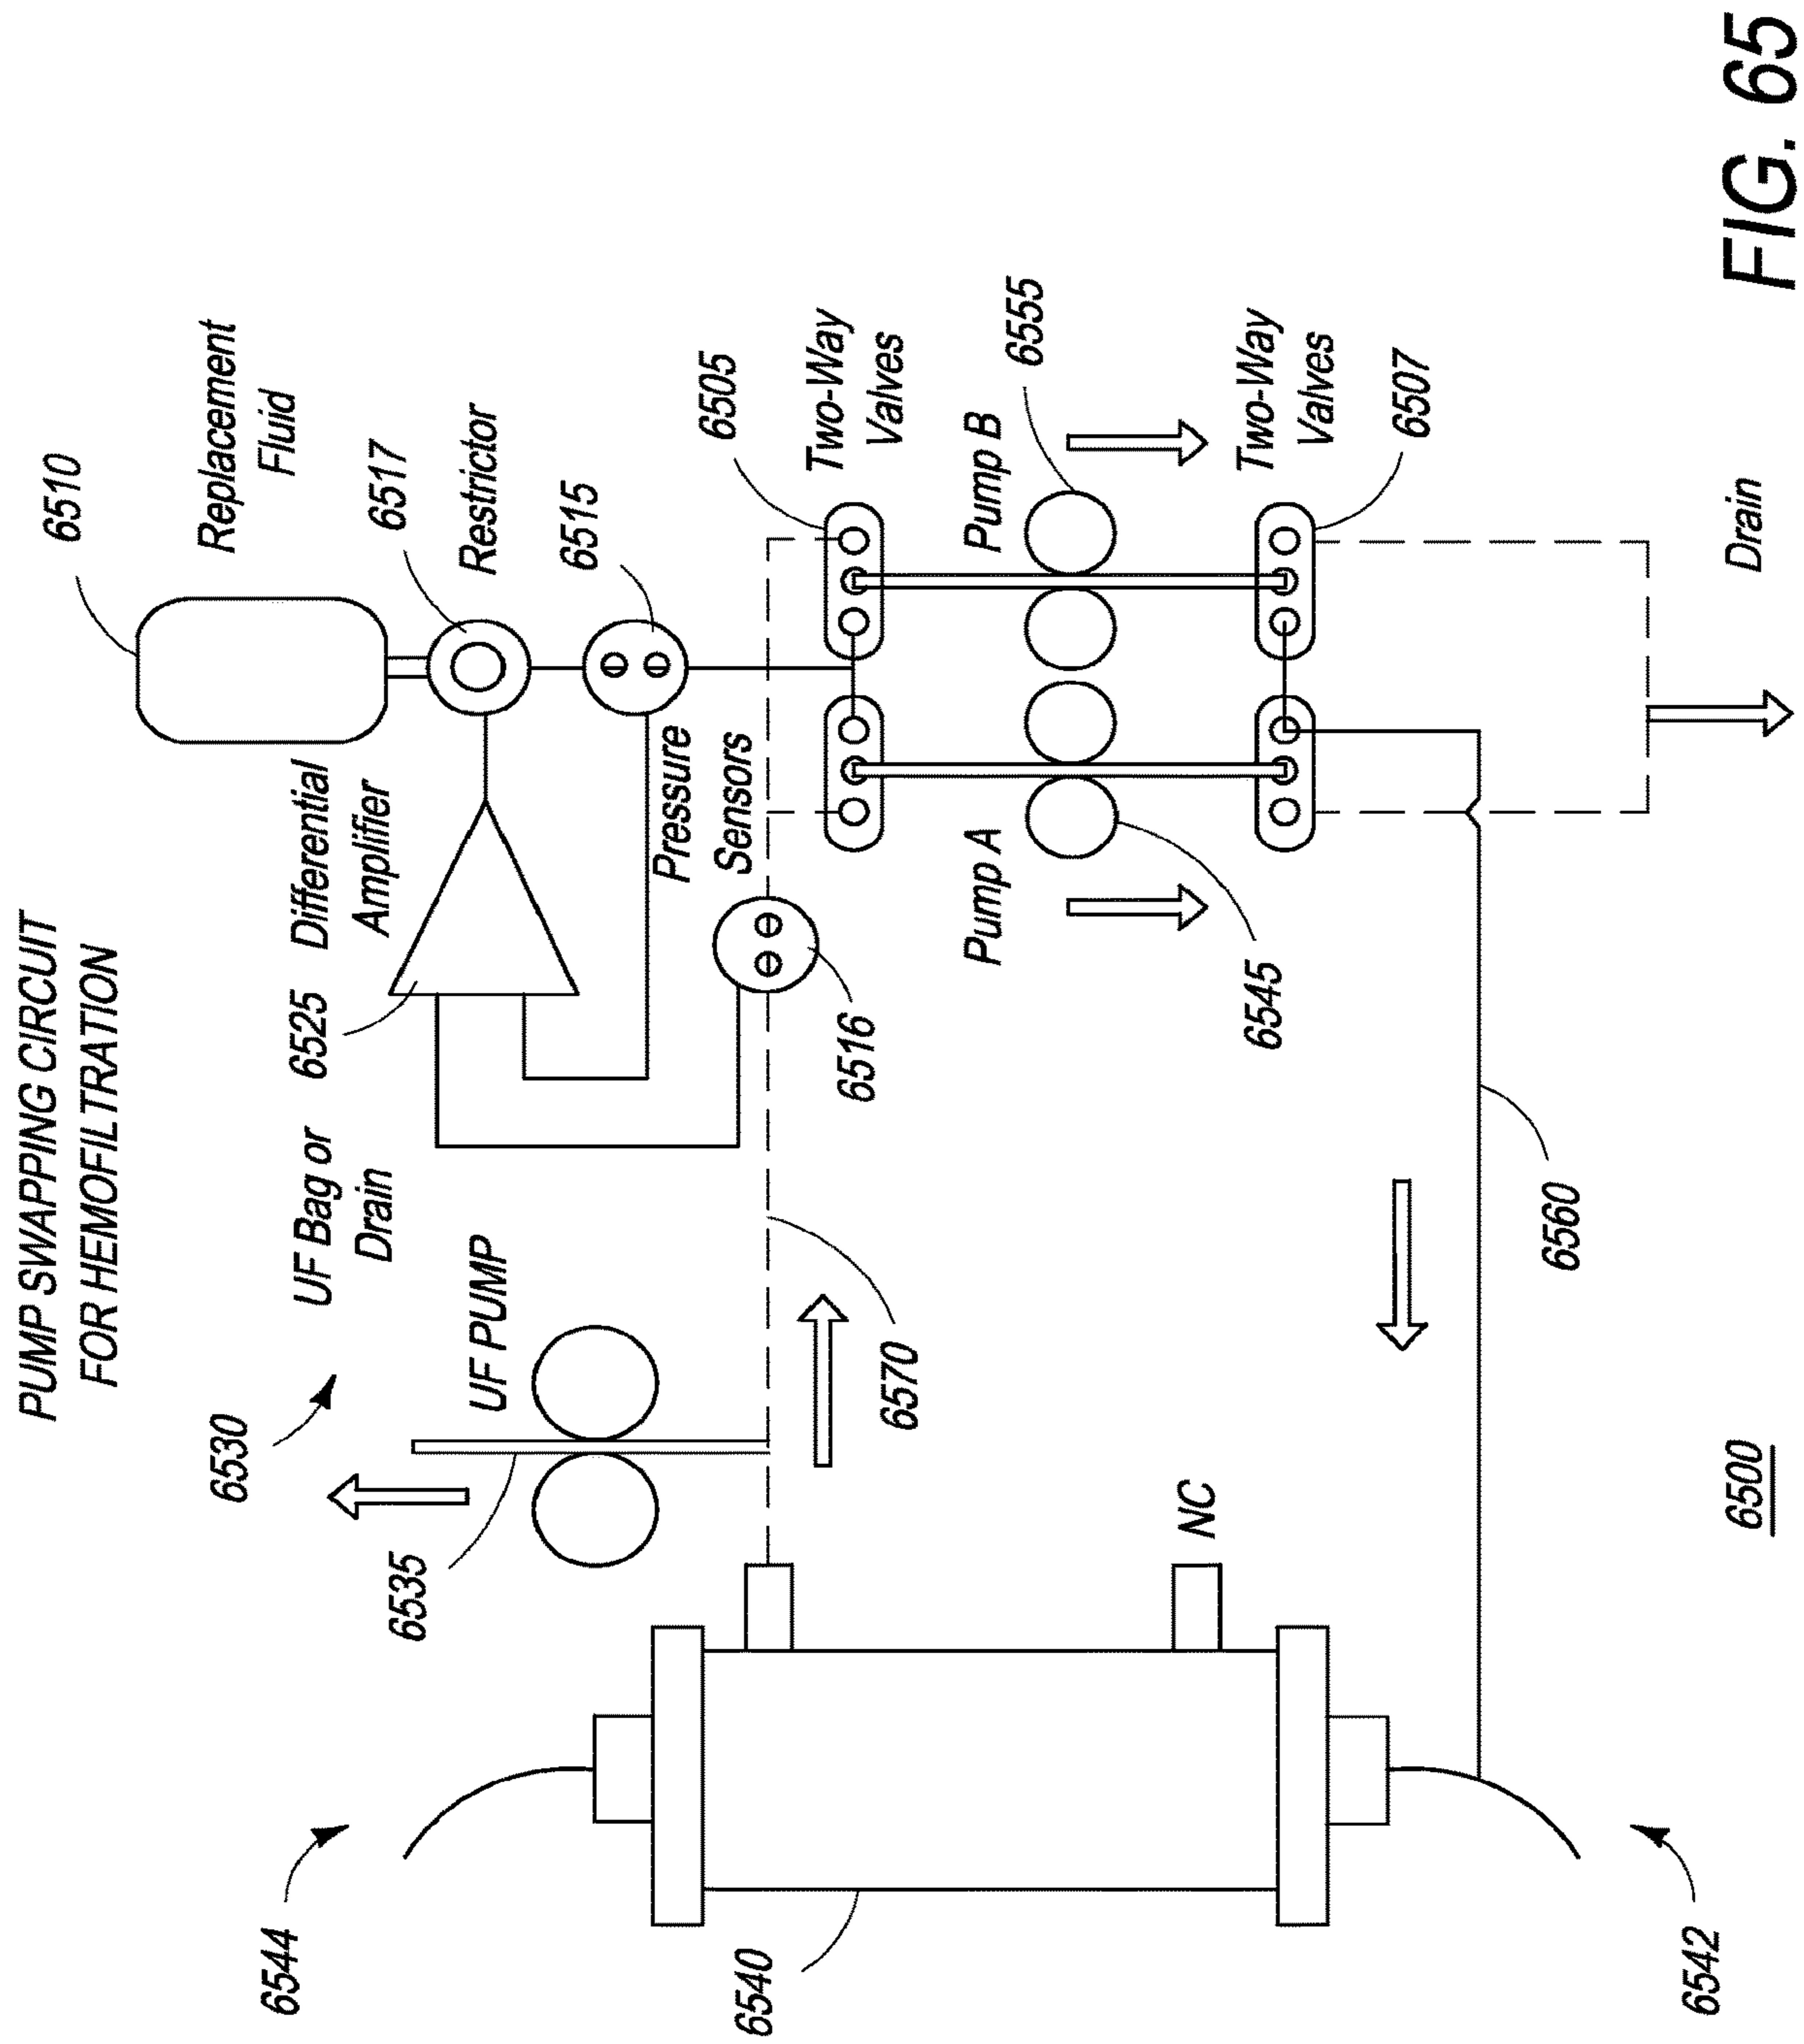 PUMP SWAPPING CIRCUIT
FOR HEMOFILTRATION
6510
Replacement
Fluid
6517
Restrictor
6515
6525
Differential
Amplifier
Pressure
Sensors
6530
UF Bag or
Drain
UF PUMP
6535
6544
6540
6570
6516
6505
Two-Way
Valves
Pump A
Pump B
6555
6545
Two-Way
Valves
6507
NC
6560
6542
Drain
6500
FIG. 65